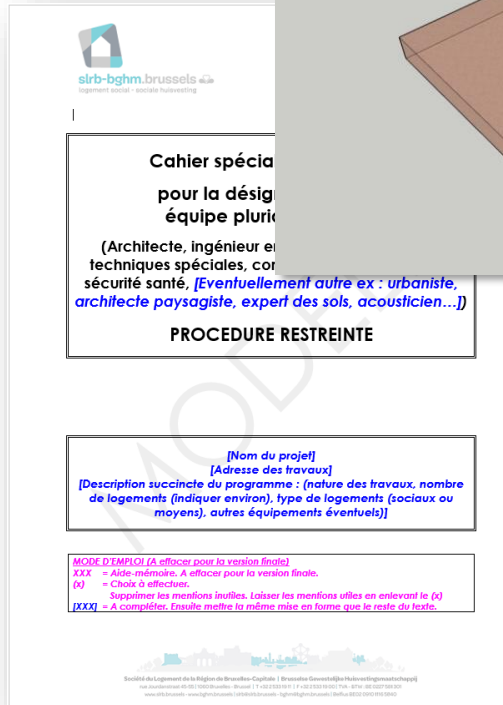 slrb-bghm.brussels
logement social - sociale huisvesting
Cahier spécia
pour la désig
équipe pluri
(Architecte, ingénieur e
techniques spéciales, co
sécurité santé, [Eventuellement autre ex : urbaniste,
architecte paysagiste, expert des sols, acousticien...])
PROCEDURE RESTREINTE
[Nom du projet]
[Adresse des travaux]
[Description succincte du programme : (nature des travaux, nombre
de logements (indiquer environ), type de logements (sociaux ou
moyens), autres équipements éventuels)]
MODE D'EMPLOI (A effacer pour la version finale)
XXX = Aide-mémoire. A effacer pour la version finale.
(x) = Choix à effectuer.
Supprimer les mentions inutiles. Laisser les mentions utiles en enlevant le (x)
[XXX] = A compléter. Ensuite mettre la même mise en forme que le reste du texte.
Société du Logement de la Région de Bruxelles-Capitale | Brusselse Gewestelijke Huisvestingsmaatschappij